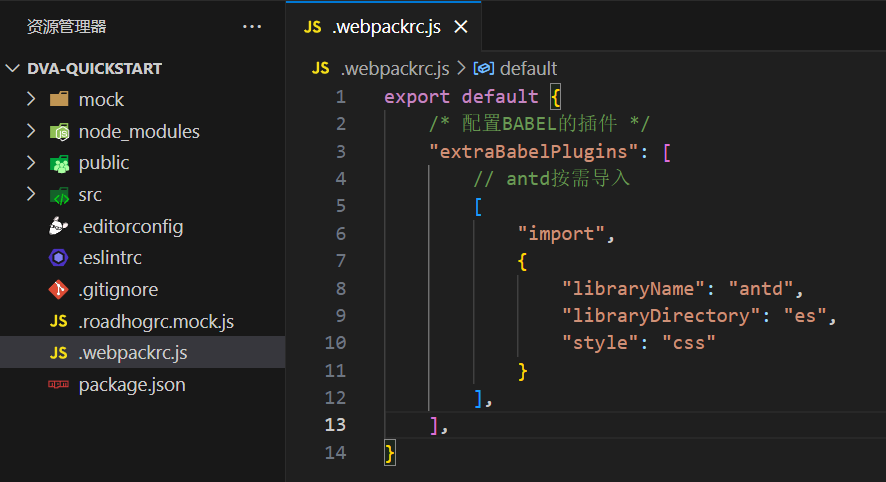 资源管理器 ...
DVA-QUICKSTART
mock
node_modules
public
src
.editorconfig
.eslintrc
.gitignore
JS .roadhogrc.mock.js
JS .webpackrc.js
npm package.json
JS .webpackrc.js ×
JS .webpackrc.js > default
1 export default {
2 /* 配置BABEL的插件 */
3 "extraBabelPlugins": [
4 // antd按需导入
5 [
6 "import",
7 {
8 "libraryName": "antd",
9 "libraryDirectory": "es",
10 "style": "css"
11 }
12 ],
13 ],
14 }